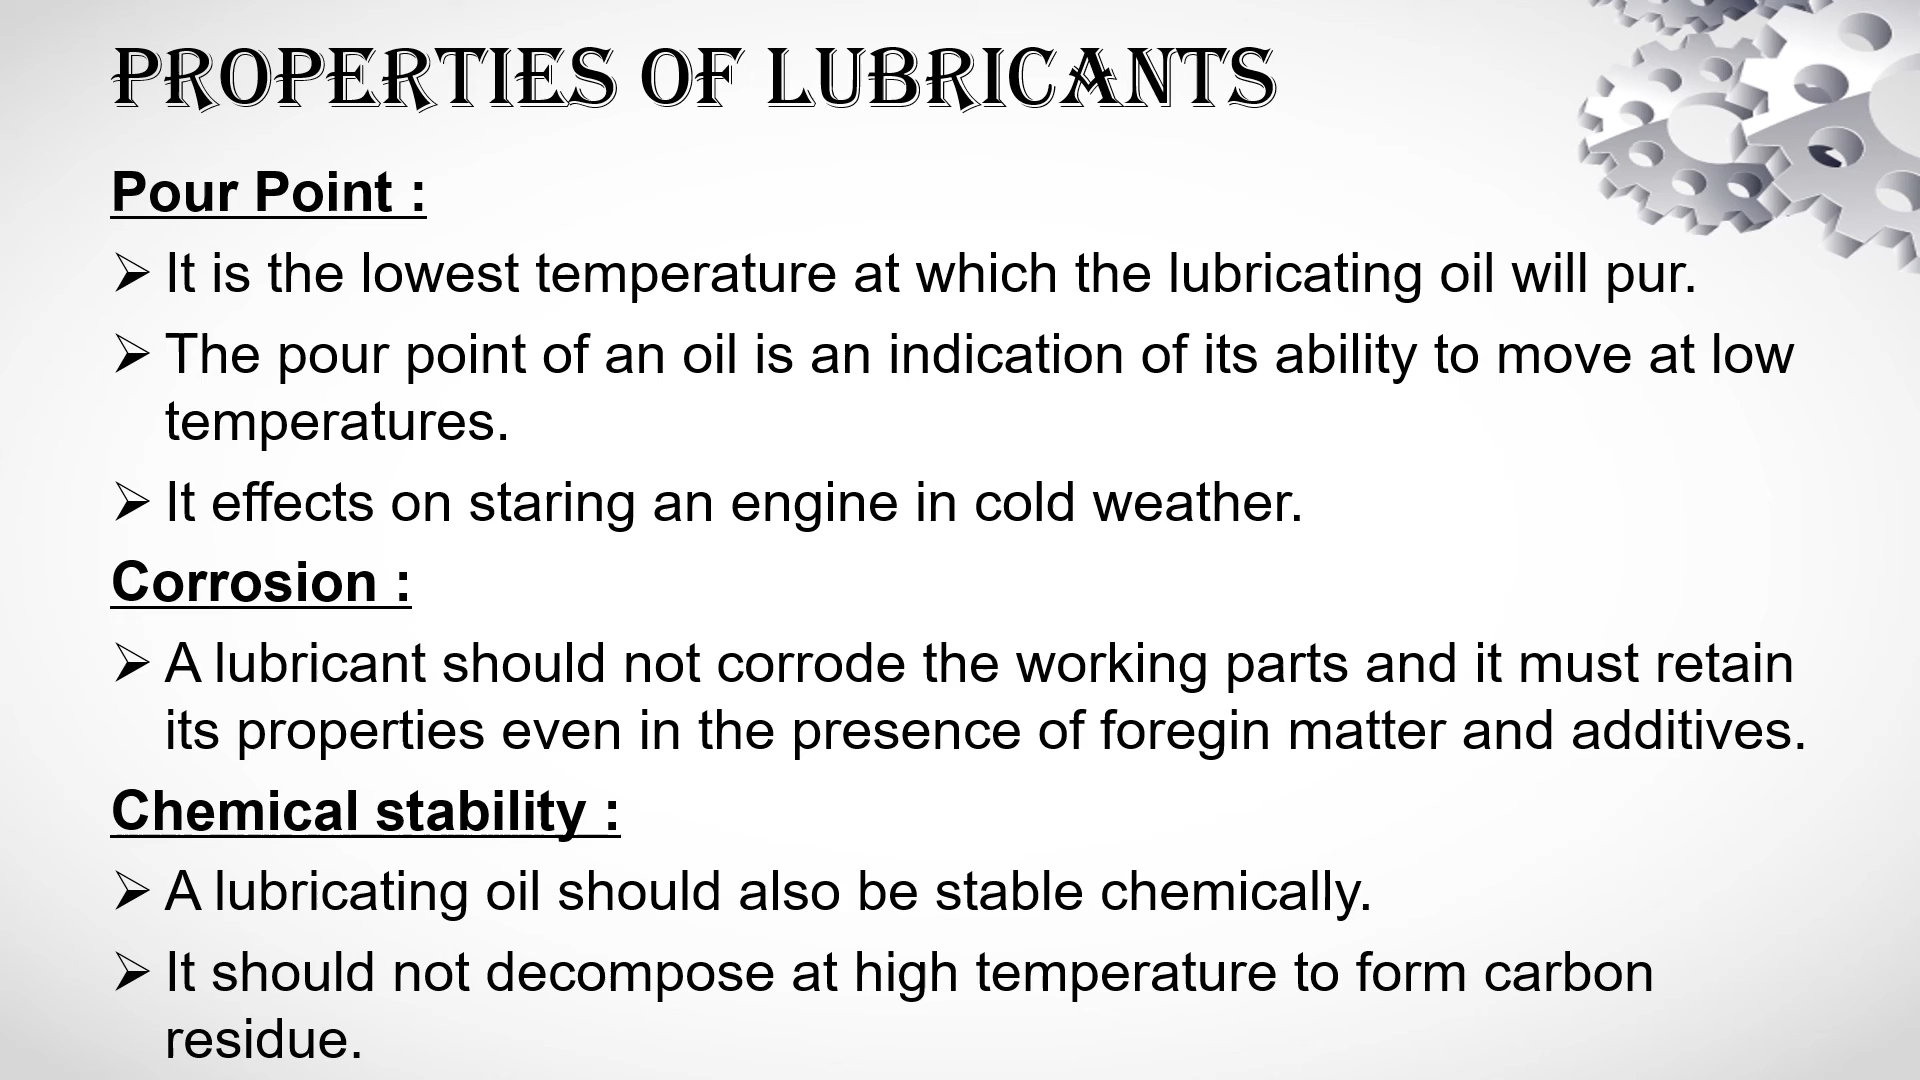 PROPERTIES OF LUBRICANTS
Pour Point :
➢ It is the lowest temperature at which the lubricating oil will pur.
➢ The pour point of an oil is an indication of its ability to move at low
temperatures.
➢ It effects on staring an engine in cold weather.
Corrosion :
➢ A lubricant should not corrode the working parts and it must retain
its properties even in the presence of foregin matter and additives.
Chemical stability :
➢ A lubricating oil should also be stable chemically.
➢ It should not decompose at high temperature to form carbon
residue.